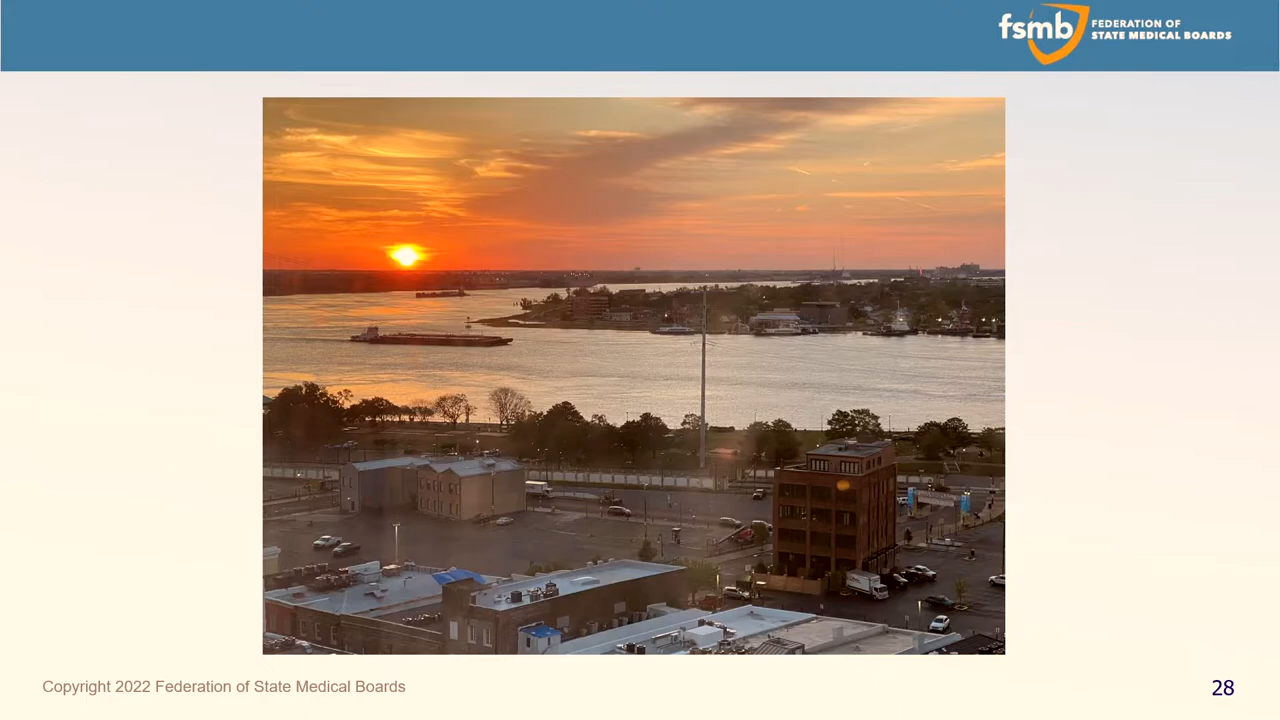 fsmb
FEDERATION OF
STATE MEDICAL BOARDS
Copyright 2022 Federation of State Medical Boards
28